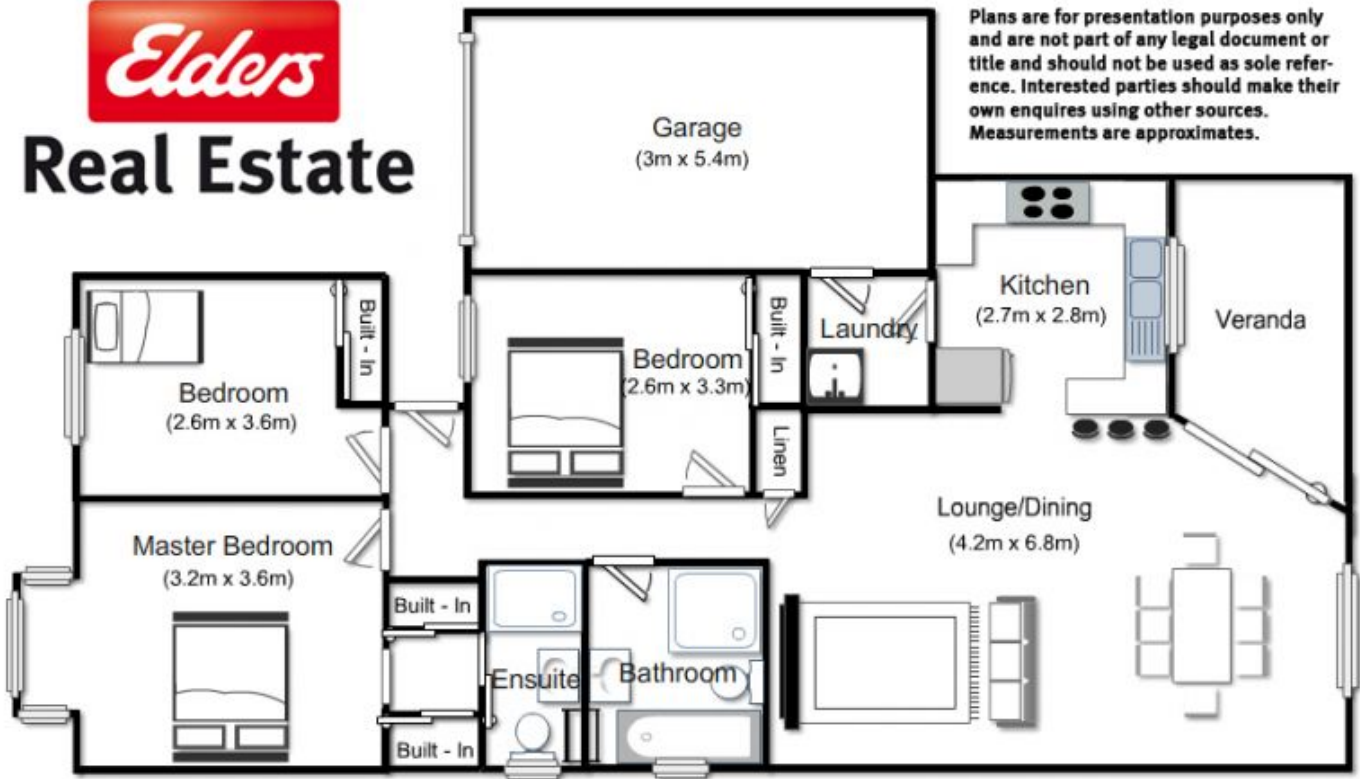 Elders
Real Estate
Plans are for presentation purposes only
and are not part of any legal document or
title and should not be used as sole refer-
ence. Interested parties should make their
own enquires using other sources.
Measurements are approximates.
Garage
(3m x 5.4m)
Kitchen
(2.7m x 2.8m)
Veranda
Laundry
Built - In
Bedroom
(2.6m x 3.3m)
Built - In
Bedroom
(2.6m x 3.6m)
Linen
Lounge/Dining
(4.2m x 6.8m)
Master Bedroom
(3.2m x 3.6m)
Built - In
Ensuite
Bathroom
Built - In